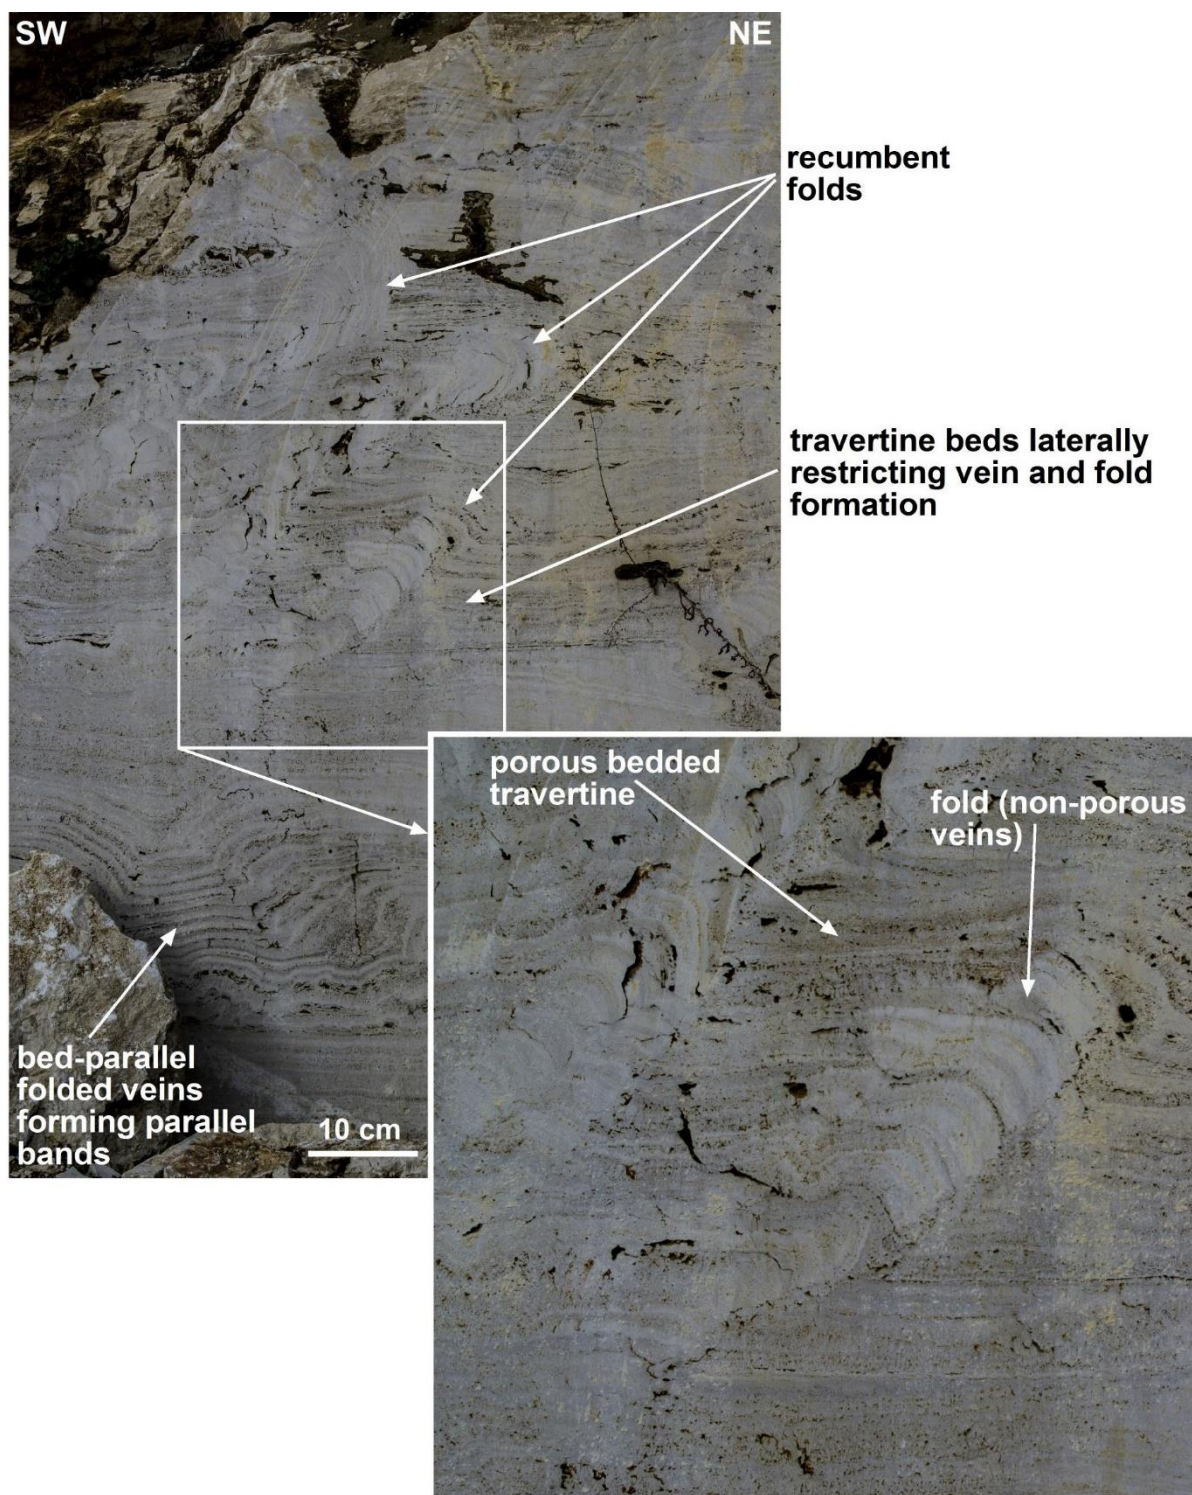 SW
NE
recumbent
folds
travertine beds laterally
restricting vein and fold
formation
porous bedded
travertine
fold (non-porous
veins)
bed-parallel
folded veins
forming parallel
bands
10 cm